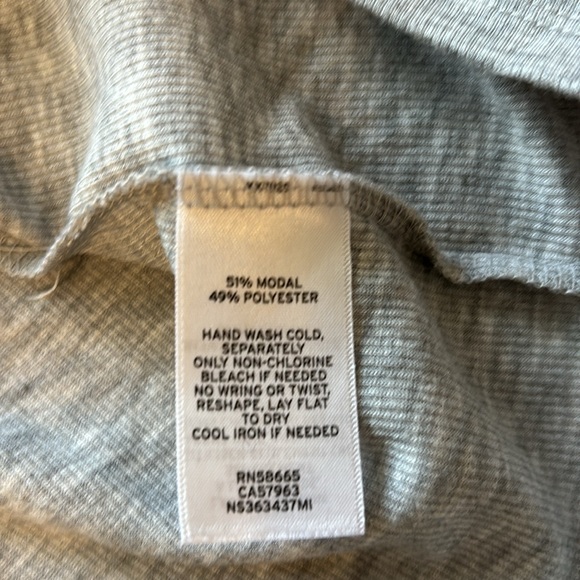 51% MODAL
49% POLYESTER
HAND WASH COLD,
SEPARATELY
ONLY NON-CHLORINE
BLEACH IF NEEDED
NO WRING OR TWIST,
RESHAPE, LAY FLAT
TO DRY
COOL IRON IF NEEDED
RN58665
CA57963
NS363437MI